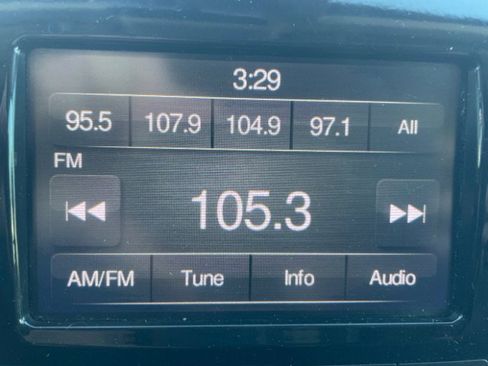 3:29
95.5 107.9 104.9 97.1 All
FM
105.3
AM/FM Tune Info Audio